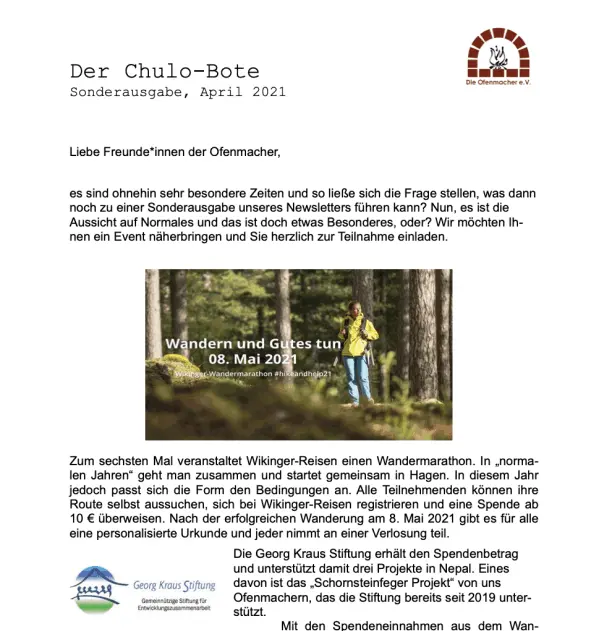 Die Ofenmacher e.V.
Der Chulo-Bote
Sonderausgabe, April 2021
Liebe Freunde*innen der Ofenmacher,
es sind ohnehin sehr besondere Zeiten und so ließe sich die Frage stellen, was dann
noch zu einer Sonderausgabe unseres Newsletters führen kann? Nun, es ist die
Aussicht auf Normales und das ist doch etwas Besonderes, oder? Wir möchten Ih-
nen ein Event näherbringen und Sie herzlich zur Teilnahme einladen.
Wandern und Gutes tun
08. Mai 2021
Wikinger-Wandermarathon #hikeandhelp21
Zum sechsten Mal veranstaltet Wikinger-Reisen einen Wandermarathon. In „norma-
len Jahren“ geht man zusammen und startet gemeinsam in Hagen. In diesem Jahr
jedoch passt sich die Form den Bedingungen an. Alle Teilnehmenden können ihre
Route selbst aussuchen, sich bei Wikinger-Reisen registrieren und eine Spende ab
10 € überweisen. Nach der erfolgreichen Wanderung am 8. Mai 2021 gibt es für alle
eine personalisierte Urkunde und jeder nimmt an einer Verlosung teil.
Die Georg Kraus Stiftung erhält den Spendenbetrag
und unterstützt damit drei Projekte in Nepal. Eines
davon ist das „Schornsteinfeger Projekt“ von uns
Ofenmachern, das die Stiftung bereits seit 2019 unter-
stützt.
Georg Kraus Stiftung
Gemeinnützige Stiftung für
Entwicklungszusammenarbeit
Mit den Spendeneinnahmen aus dem Wan-